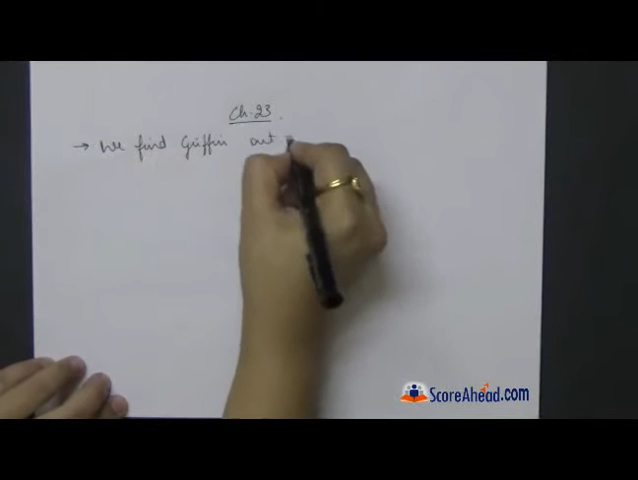 Ch-23.
→ We find Griffin out
ScoreAhead.com